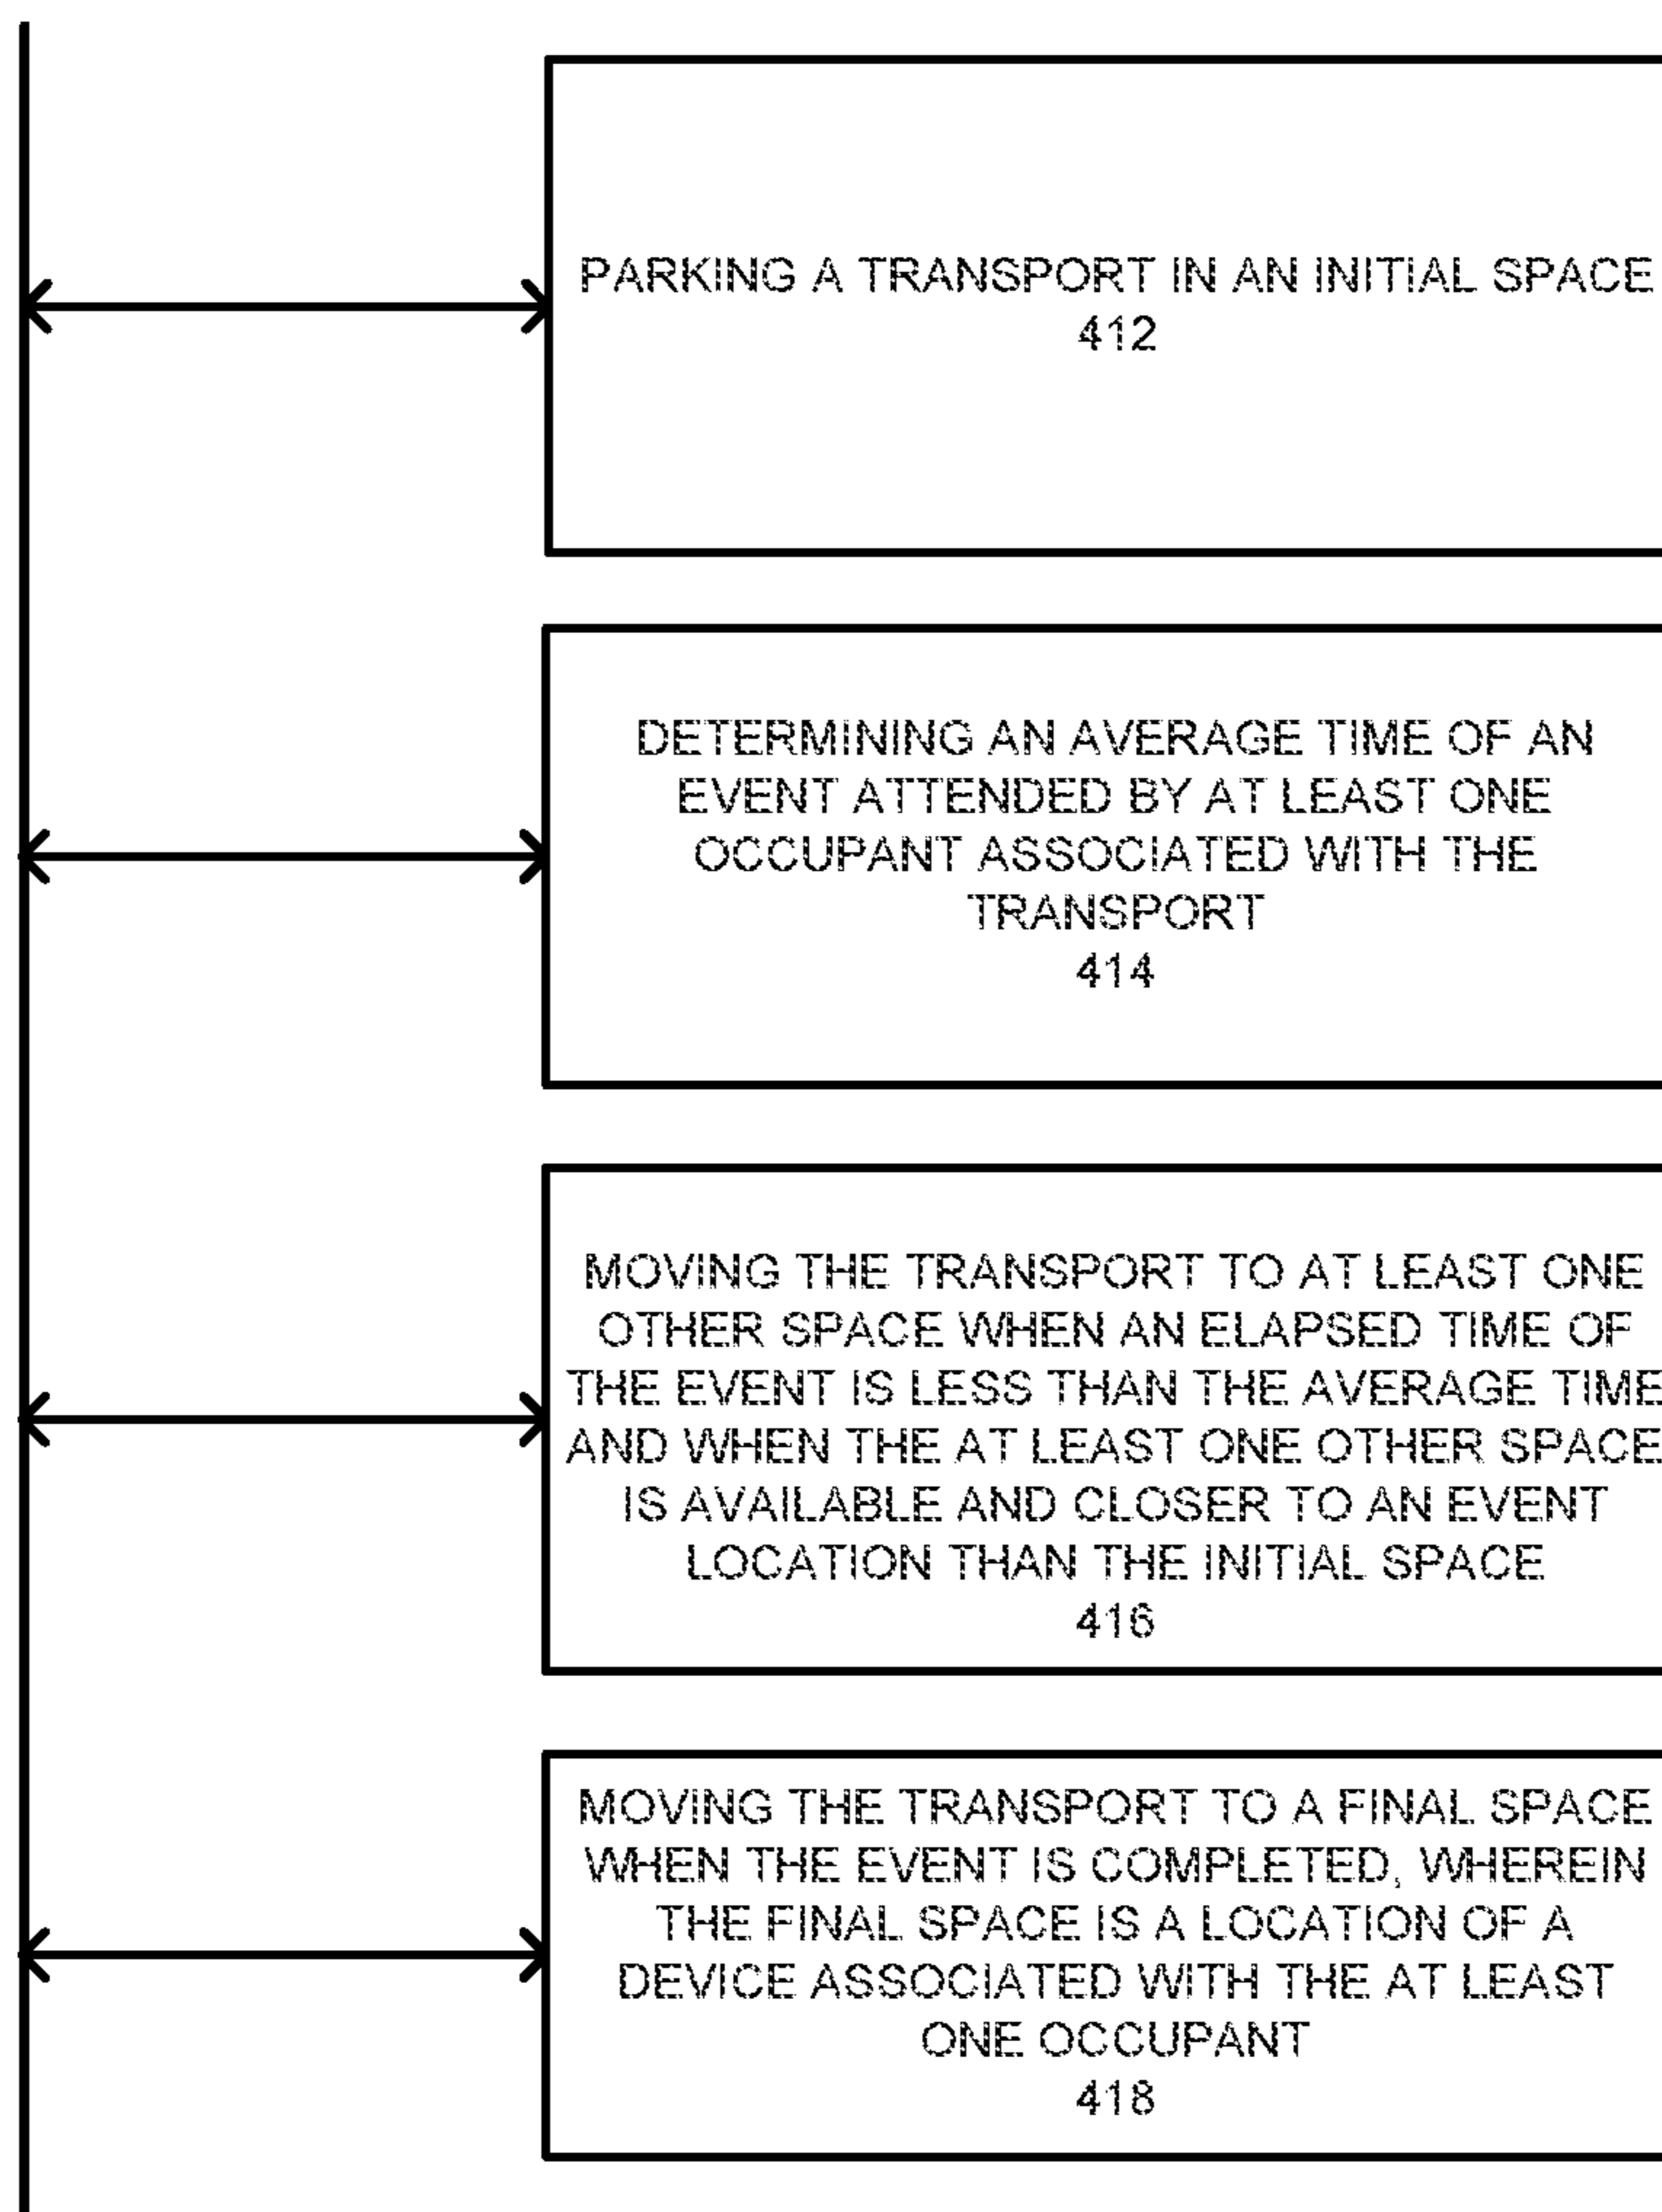 PARKING A TRANSPORT IN AN INITIAL SPACE
412
DETERMINING AN AVERAGE TIME OF AN
EVENT ATTENDED BY AT LEAST ONE
OCCUPANT ASSOCIATED WITH THE
TRANSPORT
414
MOVING THE TRANSPORT TO AT LEAST ONE
OTHER SPACE WHEN AN ELAPSED TIME OF
THE EVENT IS LESS THAN THE AVERAGE TIME
AND WHEN THE AT LEAST ONE OTHER SPACE
IS AVAILABLE AND CLOSER TO AN EVENT
LOCATION THAN THE INITIAL SPACE
416
MOVING THE TRANSPORT TO A FINAL SPACE
WHEN THE EVENT IS COMPLETED, WHEREIN
THE FINAL SPACE IS A LOCATION OF A
DEVICE ASSOCIATED WITH THE AT LEAST
ONE OCCUPANT
418